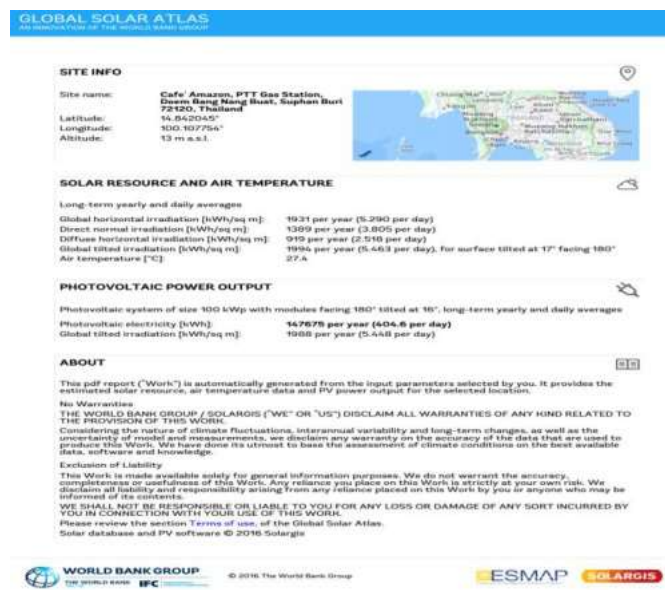 GLOBAL SOLAR ATLAS
AN INNOVATION OF THE WORLD BANK GROUP
SITE INFO
Site name: Cafe' Amazon, PTT Gas Station,
Doem Bang Nang Buat, Suphan Buri
72120, Thailand
Latitude: 14.842045°
Longitude: 100.107754°
Altitude: 13 m a.s.l.
SOLAR RESOURCE AND AIR TEMPERATURE
Long-term yearly and daily averages
Global horizontal irradiation [kWh/sq m]: 1931 per year (5.290 per day)
Direct normal irradiation [kWh/sq m]: 1389 per year (3.805 per day)
Diffuse horizontal irradiation [kWh/sq m]: 919 per year (2.518 per day)
Global tilted irradiation [kWh/sq m]: 1994 per year (5.463 per day), for surface tilted at 17° facing 180°
Air temperature [°C]: 27.4
PHOTOVOLTAIC POWER OUTPUT
Photovoltaic system of size 100 kWp with modules facing 180° tilted at 16°, long-term yearly and daily averages
Photovoltaic electricity [kWh]: 147675 per year (404.6 per day)
Global tilted irradiation [kWh/sq m]: 1988 per year (5.448 per day)
ABOUT
This pdf report ("Work") is automatically generated from the input parameters selected by you. It provides the
estimated solar resource, air temperature data and PV power output for the selected location.
No Warranties
THE WORLD BANK GROUP / SOLARGIS ("WE" OR "US") DISCLAIM ALL WARRANTIES OF ANY KIND RELATED TO
THE PROVISION OF THIS WORK.
Considering the nature of climate fluctuations, interannual variability and long-term changes, as well as the
uncertainty of model and measurements, we disclaim any warranty on the accuracy of the data that are used to
produce this Work. We have done its utmost to base the assessment of climate conditions on the best available
data, software and knowledge.
Exclusion of Liability
This Work is made available solely for general information purposes. We do not warrant the accuracy,
completeness or usefulness of this Work. Any reliance you place on this Work is strictly at your own risk. We
disclaim all liability and responsibility arising from any reliance placed on this Work by you or anyone who may be
informed of its contents.
WE SHALL NOT BE RESPONSIBLE OR LIABLE TO YOU FOR ANY LOSS OR DAMAGE OF ANY SORT INCURRED BY
YOU IN CONNECTION WITH YOUR USE OF THIS WORK.
Please review the section Terms of use, of the Global Solar Atlas.
Solar database and PV software © 2016 Solargis
WORLD BANK GROUP
THE WORLD BANK IFC
© 2016 The World Bank Group
ESMAP
SOLARGIS